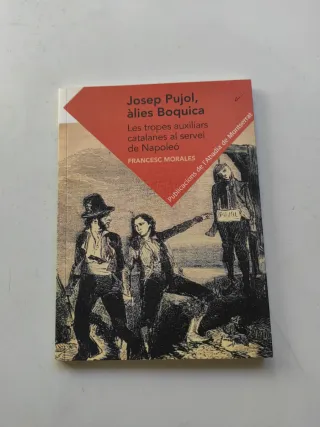 Josep Pujol,
àlies Boquica
Les tropes auxiliars
catalanes al servei
de Napoleó
FRANCESC MORALES
Publicacions de l'Abadia de Montserrat